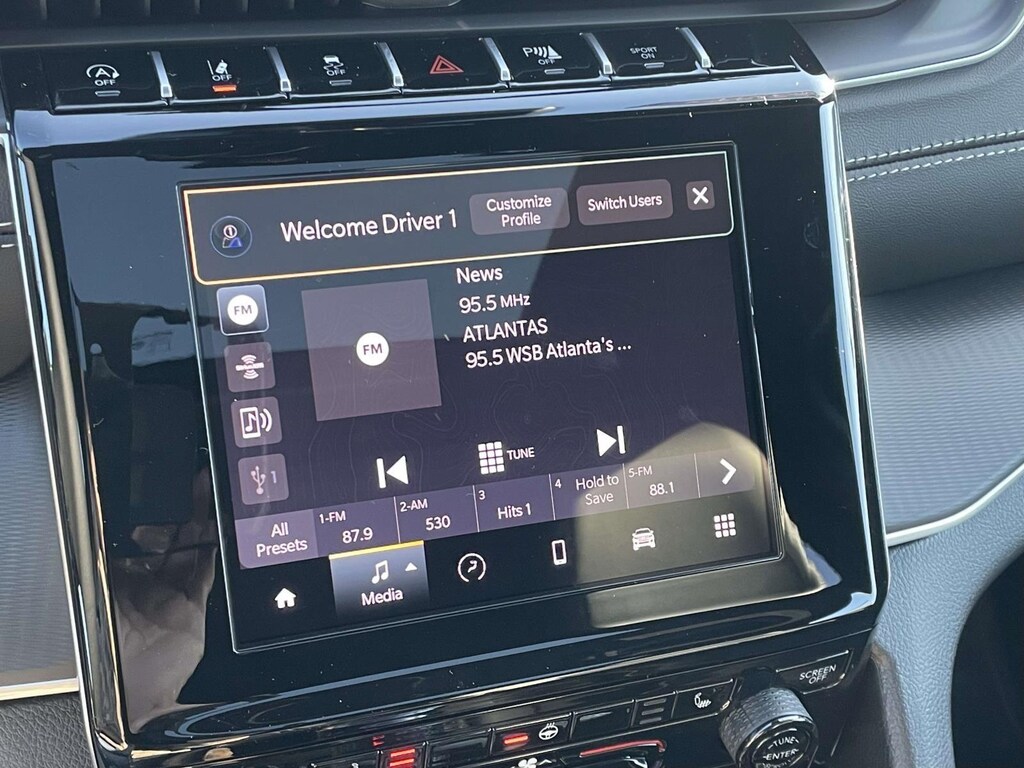 OFF
OFF
OFF
P OFF
SPORT
ON
Welcome Driver 1
Customize
Profile
Switch Users
FM
News
95.5 MHz
ATLANTAS
95.5 WSB Atlanta's ...
FM
1
TUNE
All
Presets
1-FM
87.9
2-AM
530
3
Hits 1
4
Hold to
Save
5-FM
88.1
Media
SCREEN
OFF
TUNE
ENTER